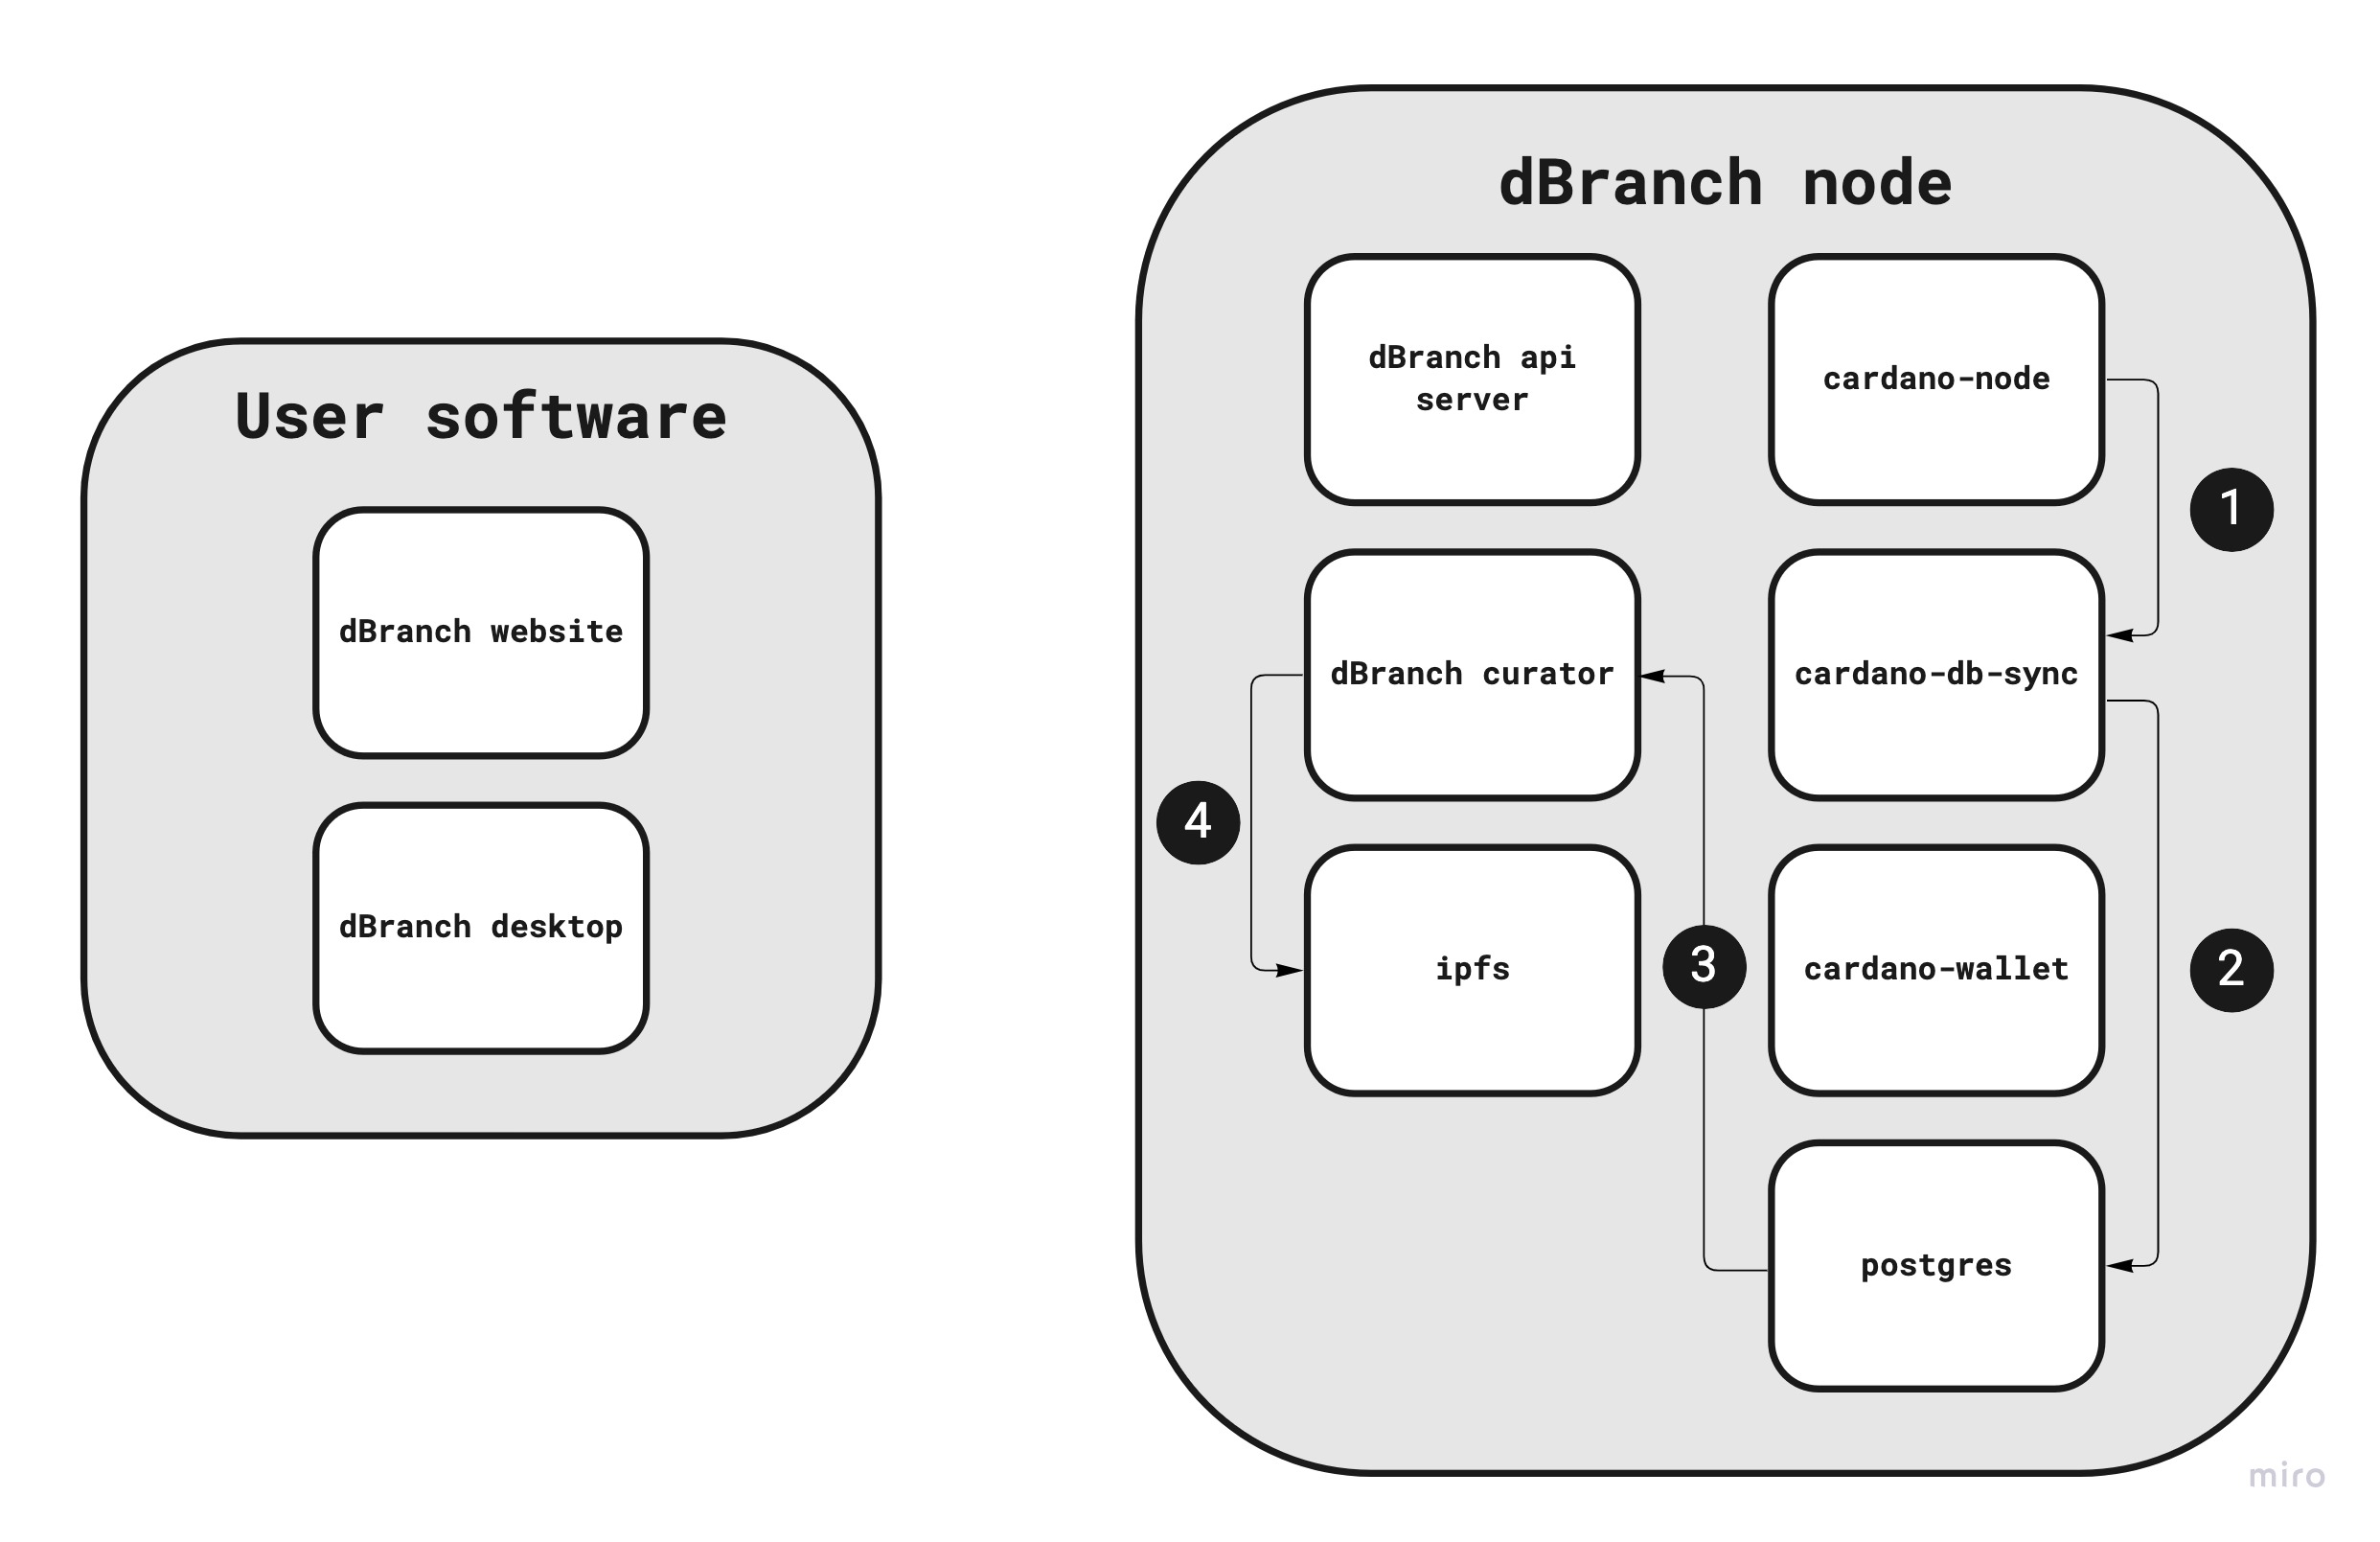 User software
dBranch website
dBranch desktop
dBranch node
dBranch api
server
cardano-node
1
dBranch curator
cardano-db-sync
4
ipfs
3
cardano-wallet
2
postgres
miro